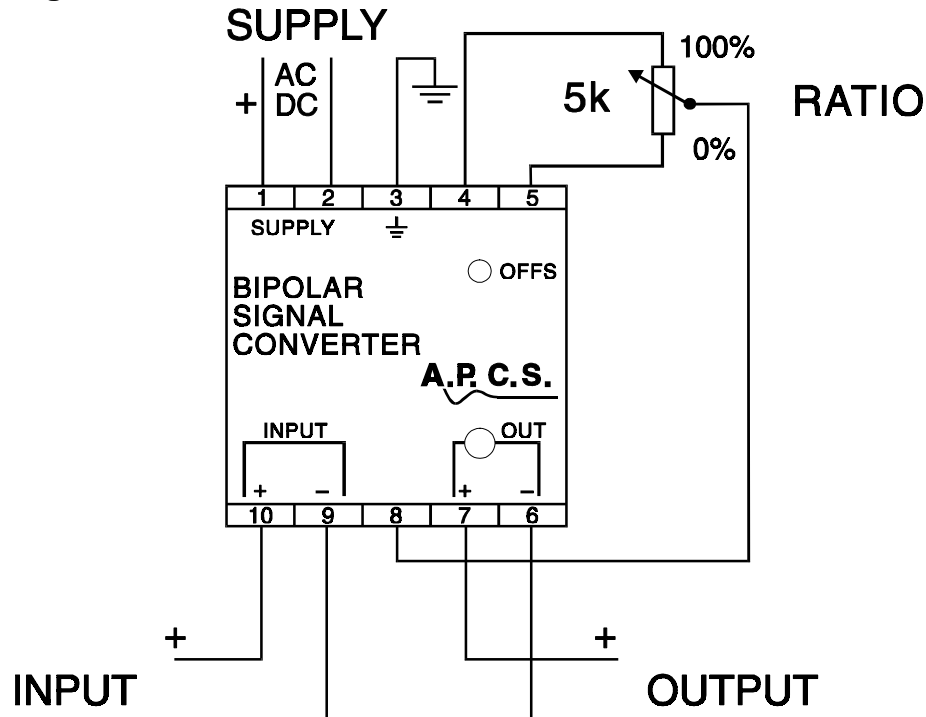 SUPPLY
AC
+ DC
100%
5k
RATIO
0%
1 2 3 4 5
SUPPLY
OFFS
BIPOLAR
SIGNAL
CONVERTER
A.P. C.S.
INPUT
OUT
+ – + –
10 9 8 7 6
+ +
INPUT OUTPUT